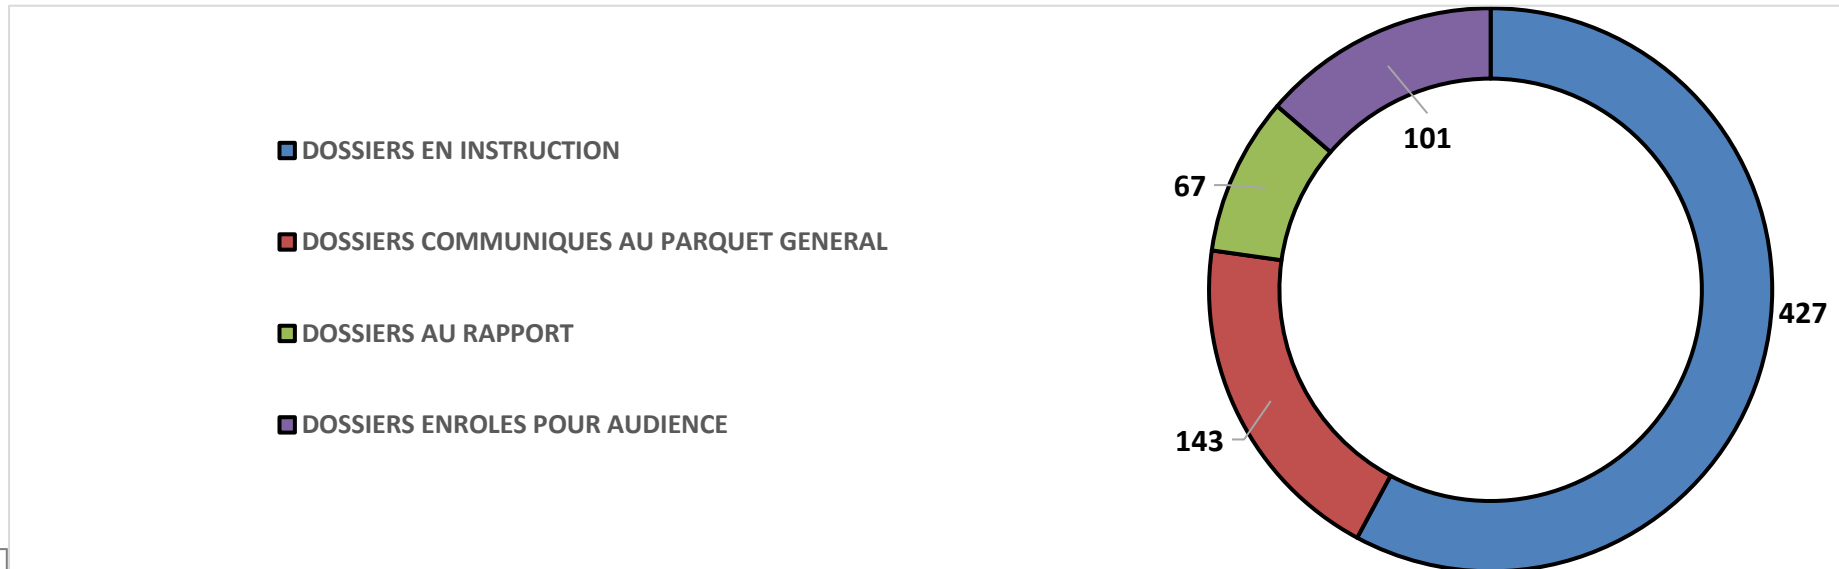 DOSSIERS EN INSTRUCTION
DOSSIERS COMMUNIQUES AU PARQUET GENERAL
DOSSIERS AU RAPPORT
DOSSIERS ENROLES POUR AUDIENCE
101
67
427
143